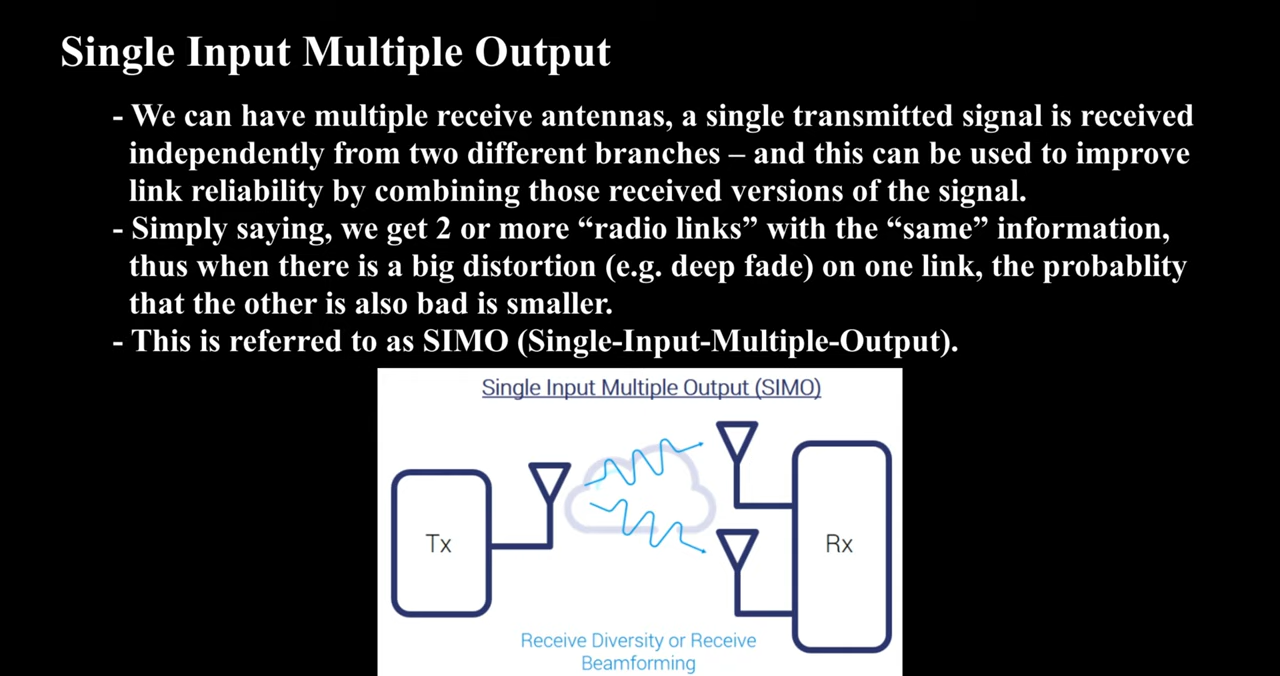 Single Input Multiple Output
- We can have multiple receive antennas, a single transmitted signal is received
independently from two different branches – and this can be used to improve
link reliability by combining those received versions of the signal.
- Simply saying, we get 2 or more “radio links” with the “same” information,
thus when there is a big distortion (e.g. deep fade) on one link, the probablity
that the other is also bad is smaller.
- This is referred to as SIMO (Single-Input-Multiple-Output).
Single Input Multiple Output (SIMO)
Tx
Rx
Receive Diversity or Receive
Beamforming